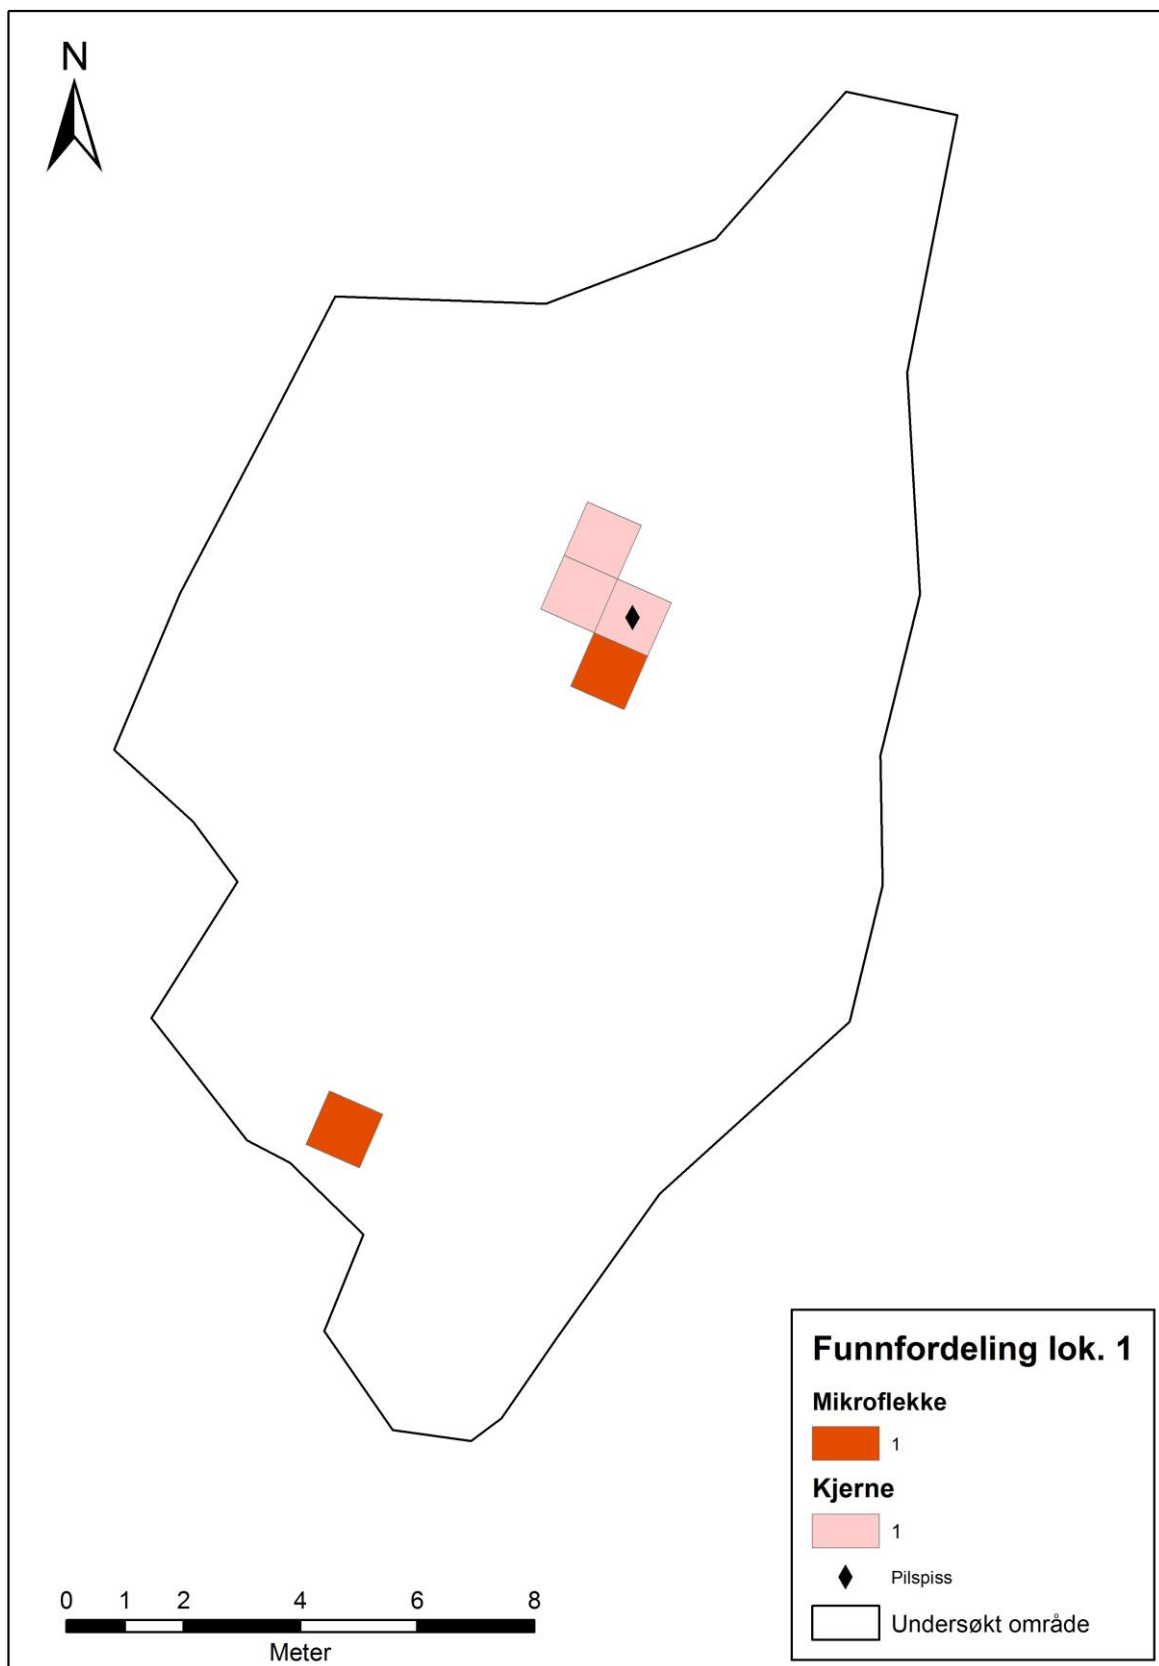 N
Funnfordeling lok. 1
Mikroflekke
1
Kjerne
1
Pilspiss
Undersøkt område
0 1 2 4 6 8
Meter